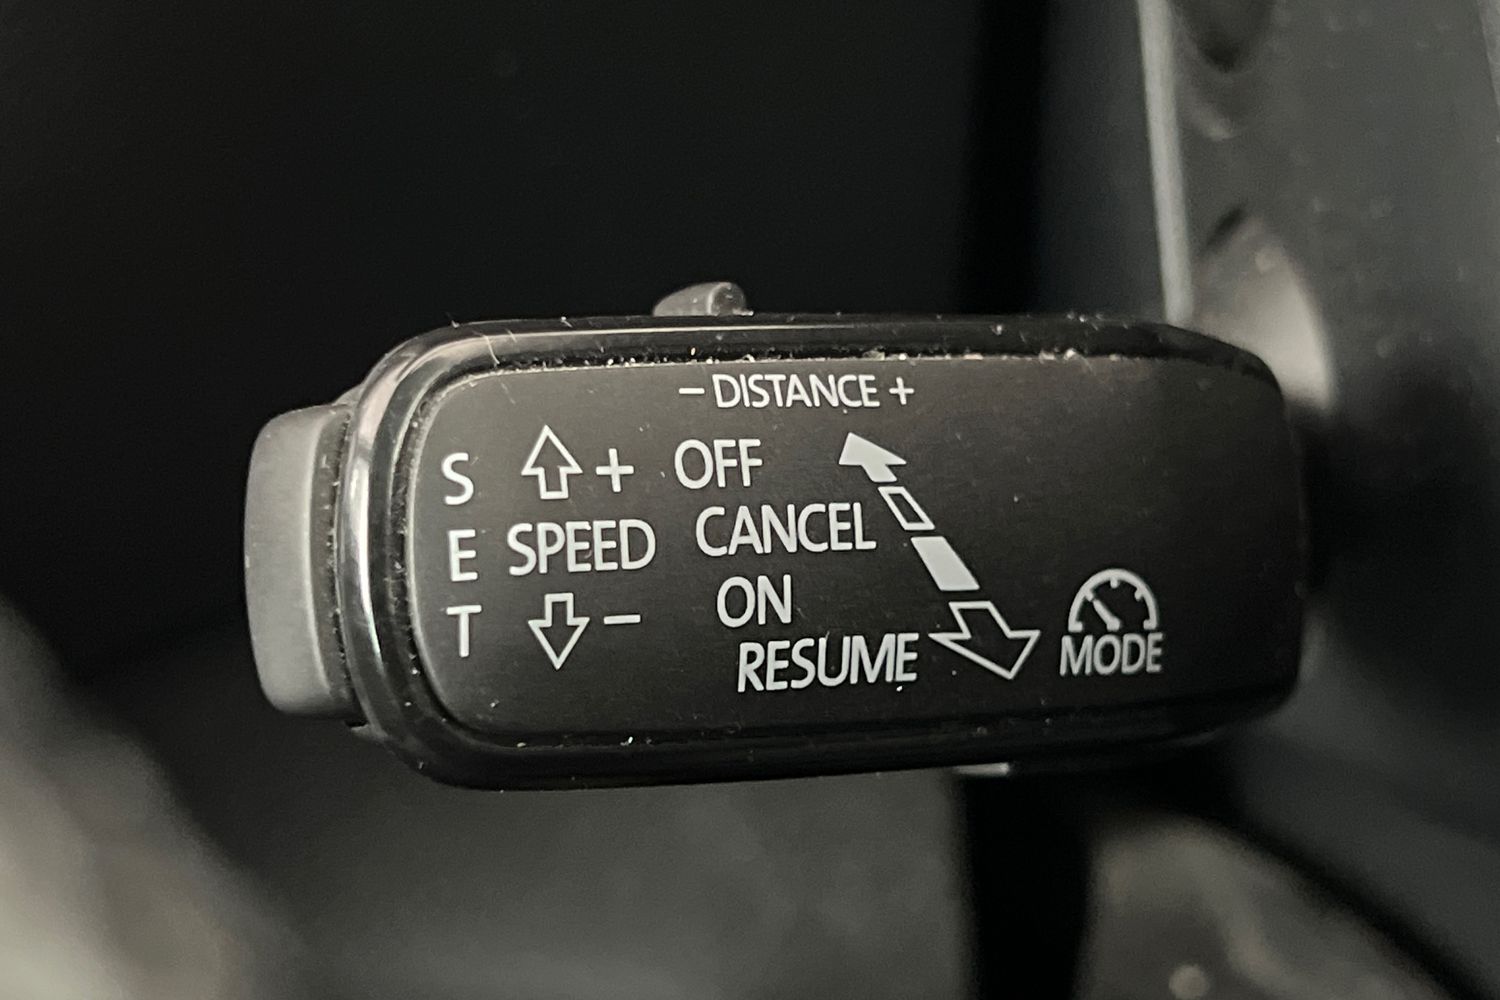 − DISTANCE +
S + OFF
E SPEED CANCEL
T − ON
RESUME MODE